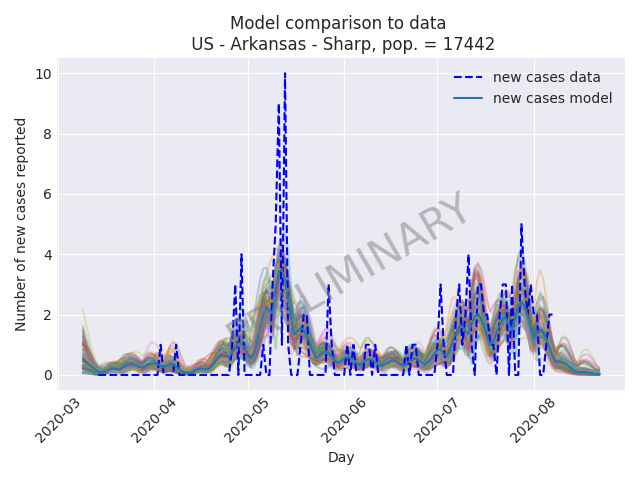 Model comparison to data
US - Arkansas - Sharp, pop. = 17442
new cases data
new cases model
PRELIMINARY
Number of new cases reported
10
8
6
4
2
0
2020-03
2020-04
2020-05
2020-06
2020-07
2020-08
Day